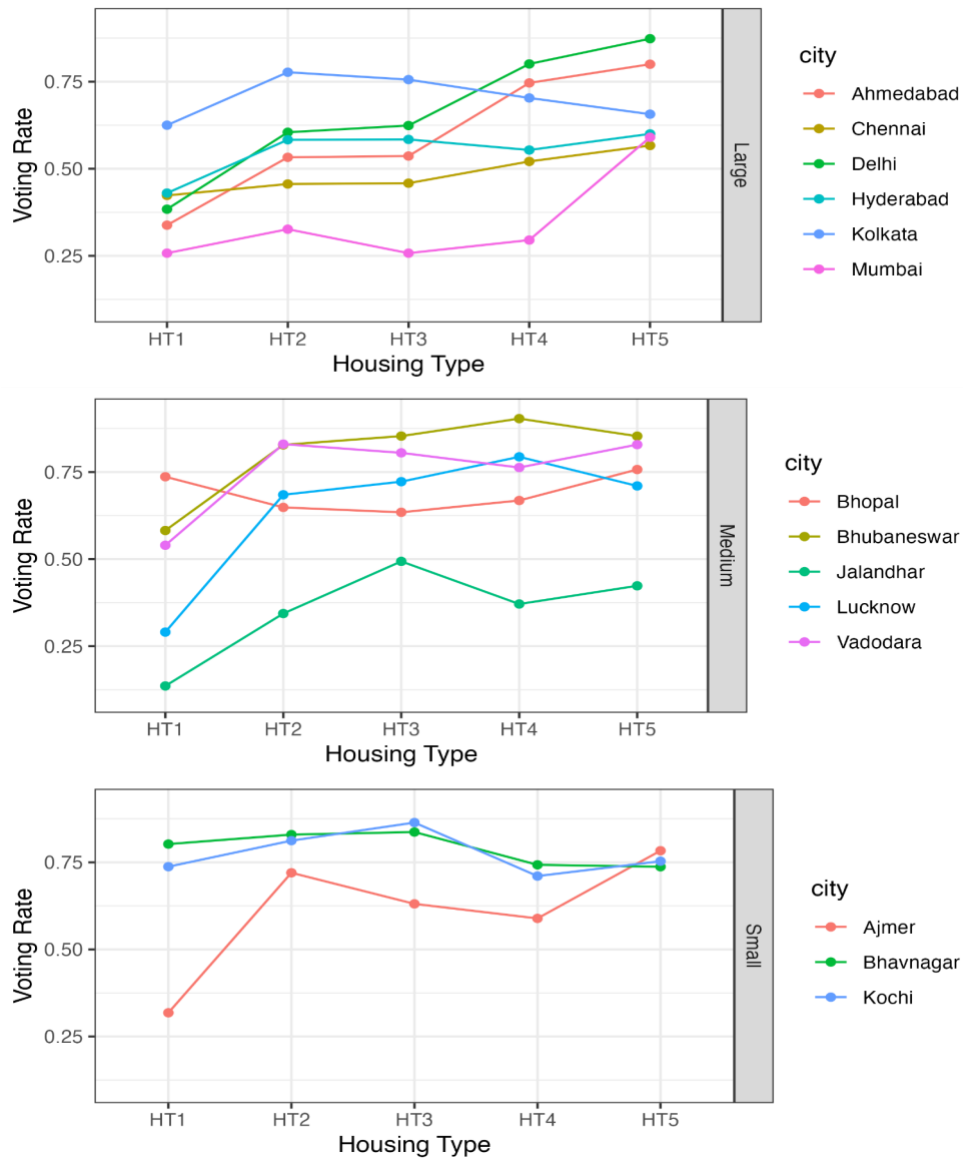 Voting Rate
0.75
0.50
0.25
HT1 HT2 HT3 HT4 HT5
Housing Type
Large
city
Ahmedabad
Chennai
Delhi
Hyderabad
Kolkata
Mumbai
Voting Rate
0.75
0.50
0.25
HT1 HT2 HT3 HT4 HT5
Housing Type
Medium
city
Bhopal
Bhubaneswar
Jalandhar
Lucknow
Vadodara
Voting Rate
0.75
0.50
0.25
HT1 HT2 HT3 HT4 HT5
Housing Type
Small
city
Ajmer
Bhavnagar
Kochi